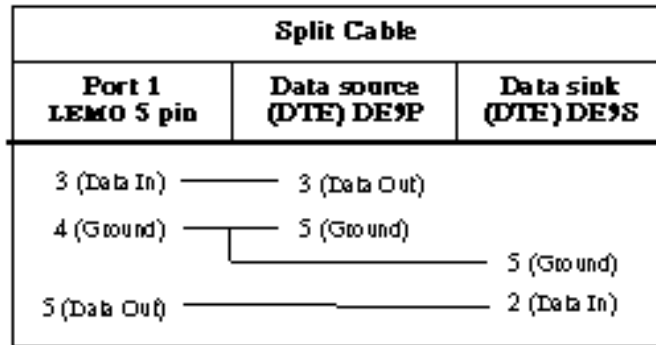 Split Cable
Port 1
LEMO 5 pin
Data source
(DTE) DE9P
Data sink
(DTE) DE9S
3 (Data In) 3 (Data Out)
4 (Ground) 5 (Ground)
5 (Ground)
5 (Data Out) 2 (Data In)